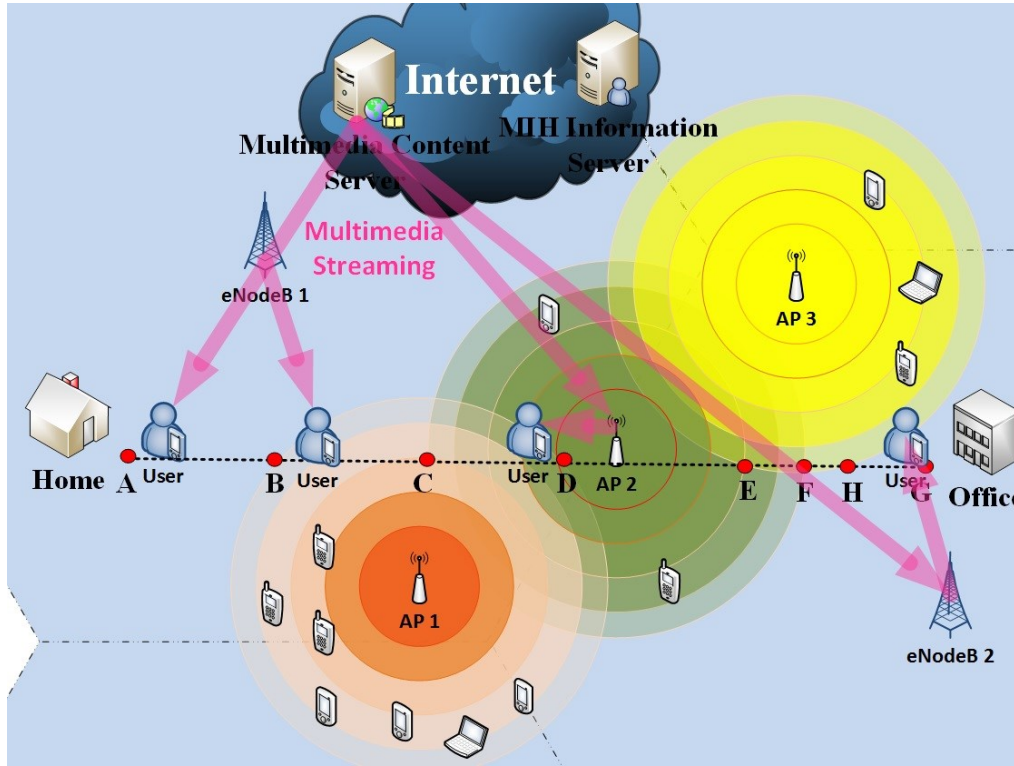 Internet
MIH Information
Server
Multimedia Content
Server
Multimedia
Streaming
eNodeB 1
AP 3
Home
A
User
B
User
C
User
D
AP 2
E
F
H
User
G
Office
AP 1
eNodeB 2